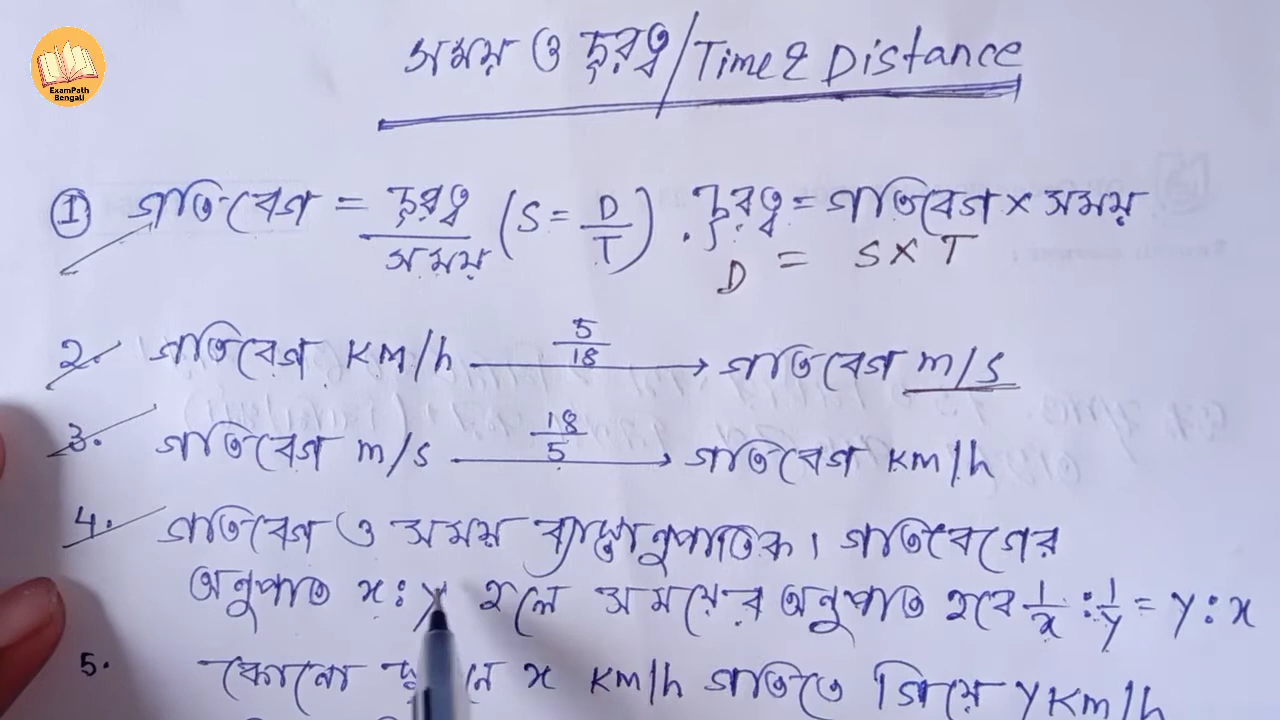 ExamPath
Bengali
সময় ও দূরত্ব/Time & Distance
① গতিবেগ = দূরত্ব/সময় (S = D/T) . দূরত্ব = গতিবেগ × সময়
D = S × T
২. গতিবেগ KM/h —5/18→ গতিবেগ m/s
3. গতিবেগ m/s —18/5→ গতিবেগ KM/h
4. গতিবেগ ও সময় ব্যাস্তানুপাতিক। গতিবেগের
অনুপাত x : y হলে সময়ের অনুপাত হবে 1/x : 1/y = y : x
5. কোনো x KM/h গতিতে গিয়ে y KM/h